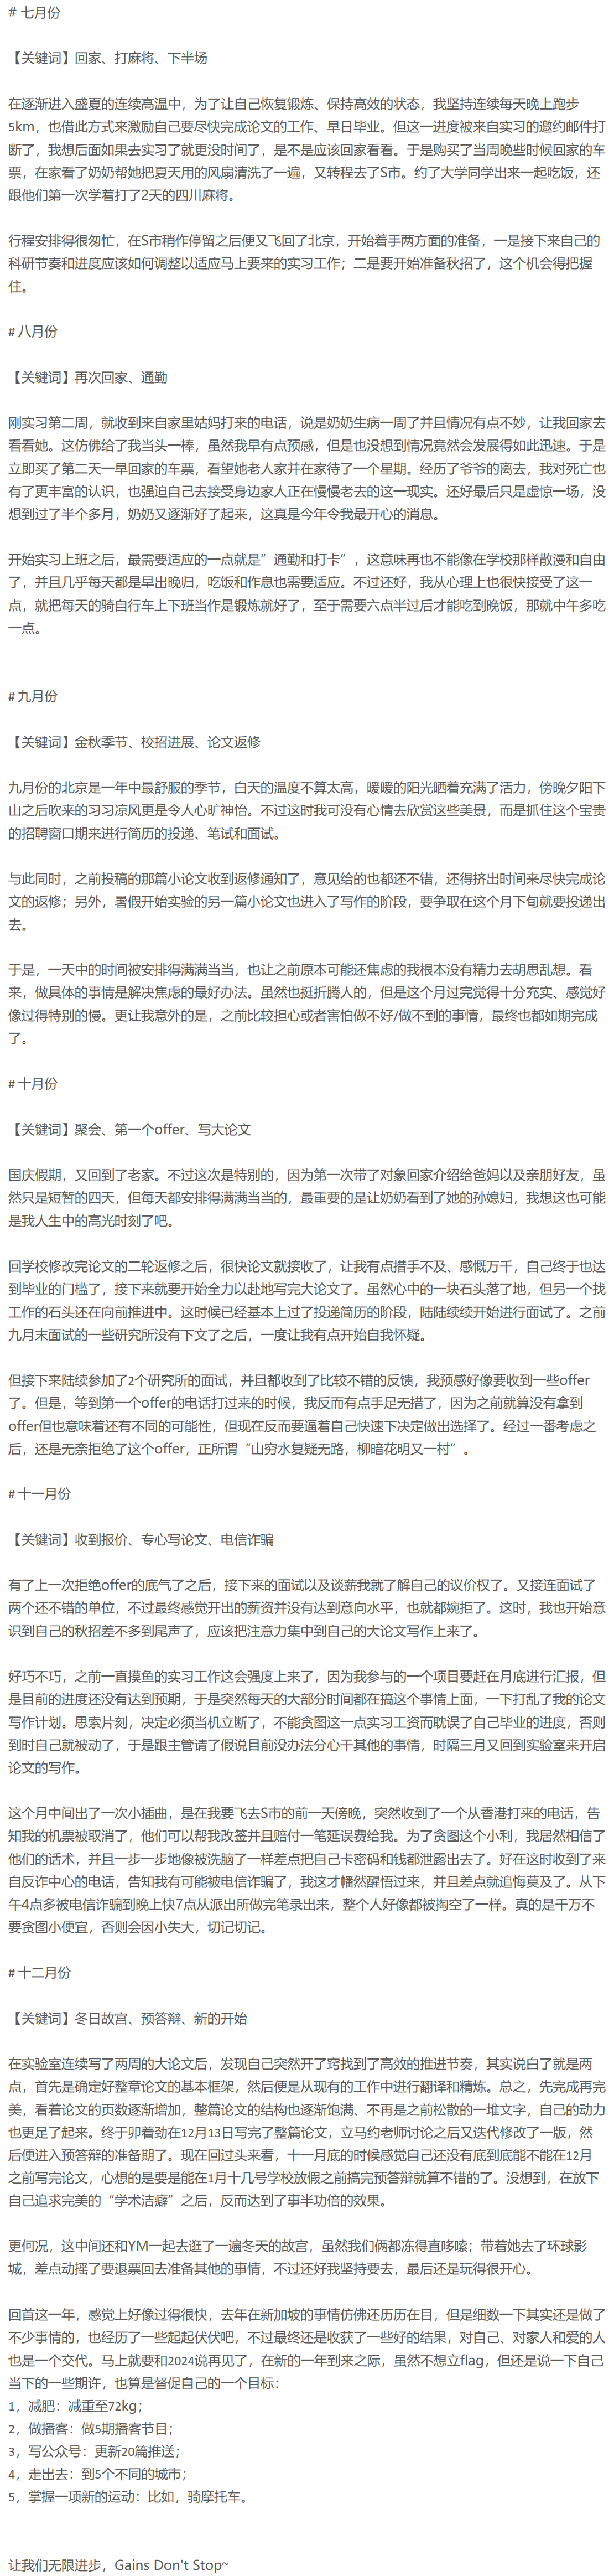 # 七月份
【关键词】回家、打麻将、下半场
在逐渐进入盛夏的连续高温中，为了让自己恢复锻炼、保持高效的状态，我坚持连续每天晚上跑步
5km，也借此方式来激励自己要尽快完成论文的工作、早日毕业。但这一进度被来自实习的邀约邮件打
断了，我想后面如果去实习了就更没时间了，是不是应该回家看看。于是购买了当周晚些时候回家的车
票，在家看了奶奶帮她把夏天用的风扇清洗了一遍，又转程去了S市。约了大学同学出来一起吃饭，还
跟他们第一次学着打了2天的四川麻将。
行程安排得很匆忙，在S市稍作停留之后便又飞回了北京，开始着手两方面的准备，一是接下来自己的
科研节奏和进度应该如何调整以适应马上要来的实习工作；二是要开始准备秋招了，这个机会得把握
住。
# 八月份
【关键词】再次回家、通勤
刚实习第二周，就收到来自家里姑妈打来的电话，说是奶奶生病一周了并且情况有点不妙，让我回家去
看看她。这仿佛给了我当头一棒，虽然我早有点预感，但是也没想到情况竟然会发展得如此迅速。于是
立即买了第二天一早回家的车票，看望她老人家并在家待了一个星期。经历了爷爷的离去，我对死亡也
有了更丰富的认识，也强迫自己去接受身边家人正在慢慢老去的这一现实。还好最后只是虚惊一场，没
想到过了半个多月，奶奶又逐渐好了起来，这真是今年令我最开心的消息。
开始实习上班之后，最需要适应的一点就是”通勤和打卡”，这意味再也不能像在学校那样散漫和自由
了，并且几乎每天都是早出晚归，吃饭和作息也需要适应。不过还好，我从心理上也很快接受了这一
点，就把每天的骑自行车上下班当作是锻炼就好了，至于需要六点半过后才能吃到晚饭，那就中午多吃
一点。
# 九月份
【关键词】金秋季节、校招进展、论文返修
九月份的北京是一年中最舒服的季节，白天的温度不算太高，暖暖的阳光晒着充满了活力，傍晚夕阳下
山之后吹来的习习凉风更是令人心旷神怡。不过这时我可没有心情去欣赏这些美景，而是抓住这个宝贵
的招聘窗口期来进行简历的投递、笔试和面试。
与此同时，之前投稿的那篇小论文收到返修通知了，意见给的也都还不错，还得挤出时间来尽快完成论
文的返修；另外，暑假开始实验的另一篇小论文也进入了写作的阶段，要争取在这个月下旬就要投递出
去。
于是，一天中的时间被安排得满满当当，也让之前原本可能还焦虑的我根本没有精力去胡思乱想。看
来，做具体的事情是解决焦虑的最好办法。虽然也挺折腾人的，但是这个月过完觉得十分充实、感觉好
像过得特别的慢。更让我意外的是，之前比较担心或者害怕做不好/做不到的事情，最终也都如期完成
了。
# 十月份
【关键词】聚会、第一个offer、写大论文
国庆假期，又回到了老家。不过这次是特别的，因为第一次带了对象回家介绍给爸妈以及亲朋好友，虽
然只是短暂的四天，但每天都安排得满满当当的，最重要的是让奶奶看到了她的孙媳妇，我想这也可能
是我人生中的高光时刻了吧。
回学校修改完论文的二轮返修之后，很快论文就接收了，让我有点措手不及、感慨万千，自己终于也达
到毕业的门槛了，接下来就要开始全力以赴地写完大论文了。虽然心中的一块石头落了地，但另一个找
工作的石头还在向前推进中。这时候已经基本上过了投递简历的阶段，陆陆续续开始进行面试了。之前
九月末面试的一些研究所没有下文了之后，一度让我有点开始自我怀疑。
但接下来陆续参加了2个研究所的面试，并且都收到了比较不错的反馈，我预感好像要收到一些offer
了。但是，等到第一个offer的电话打过来的时候，我反而有点手足无措了，因为之前就算没有拿到
offer但也意味着还有不同的可能性，但现在反而要逼着自己快速下决定做出选择了。经过一番考虑之
后，还是无奈拒绝了这个offer，正所谓“山穷水复疑无路，柳暗花明又一村”。
# 十一月份
【关键词】收到报价、专心写论文、电信诈骗
有了上一次拒绝offer的底气了之后，接下来的面试以及谈薪我就了解自己的议价权了。又接连面试了
两个还不错的单位，不过最终感觉开出的薪资并没有达到意向水平，也就都婉拒了。这时，我也开始意
识到自己的秋招差不多到尾声了，应该把注意力集中到自己的大论文写作上来了。
好巧不巧，之前一直摸鱼的实习工作这会强度上来了，因为我参与的一个项目要赶在月底进行汇报，但
是目前的进度还没有达到预期，于是突然每天的大部分时间都在搞这个事情上面，一下打乱了我的论文
写作计划。思索片刻，决定必须当机立断了，不能贪图这一点实习工资而耽误了自己毕业的进度，否则
到时自己就被动了，于是跟主管请了假说目前没办法分心干其他的事情，时隔三月又回到实验室来开启
论文的写作。
这个月中间出了一次小插曲，是在我要飞去S市的前一天傍晚，突然收到了一个从香港打来的电话，告
知我的机票被取消了，他们可以帮我改签并且赔付一笔延误费给我。为了贪图这个小利，我居然相信了
他们的话术，并且一步一步地像被洗脑了一样差点把自己卡密码和钱都泄露出去了。好在这时收到了来
自反诈中心的电话，告知我有可能被电信诈骗了，我这才幡然醒悟过来，并且差点就追悔莫及了。从下
午4点多被电信诈骗到晚上快7点从派出所做完笔录出来，整个人好像都被掏空了一样。真的是千万不
要贪图小便宜，否则会因小失大，切记切记。
# 十二月份
【关键词】冬日故宫、预答辩、新的开始
在实验室连续写了两周的大论文后，发现自己突然开了窍找到了高效的推进节奏，其实说白了就是两
点，首先是确定好整章论文的基本框架，然后便是从现有的工作中进行翻译和精炼。总之，先完成再完
美，看着论文的页数逐渐增加，整篇论文的结构也逐渐饱满、不再是之前松散的一堆文字，自己的动力
也更足了起来。终于卯着劲在12月13日写完了整篇论文，立马约老师讨论之后又迭代修改了一版，然
后便进入预答辩的准备期了。现在回过头来看，十一月底的时候感觉自己还没有底到底能不能在12月
之前写完论文，心想的是要是能在1月十几号学校放假之前搞完预答辩就算不错的了。没想到，在放下
自己追求完美的“学术洁癖”之后，反而达到了事半功倍的效果。
更何况，这中间还和YM一起去逛了一遍冬天的故宫，虽然我们俩都冻得直哆嗦；带着她去了环球影
城，差点动摇了要退票回去准备其他的事情，不过还好我坚持要去，最后还是玩得很开心。
回首这一年，感觉上好像过得很快，去年在新加坡的事情仿佛还历历在目，但是细数一下其实还是做了
不少事情的，也经历了一些起起伏伏吧，不过最终还是收获了一些好的结果，对自己、对家人和爱的人
也是一个交代。马上就要和2024说再见了，在新的一年到来之际，虽然不想立flag，但还是说一下自己
当下的一些期许，也算是督促自己的一个目标：
1，减肥：减重至72kg；
2，做播客：做5期播客节目；
3，写公众号：更新20篇推送；
4，走出去：到5个不同的城市；
5，掌握一项新的运动：比如，骑摩托车。
让我们无限进步，Gains Don't Stop~